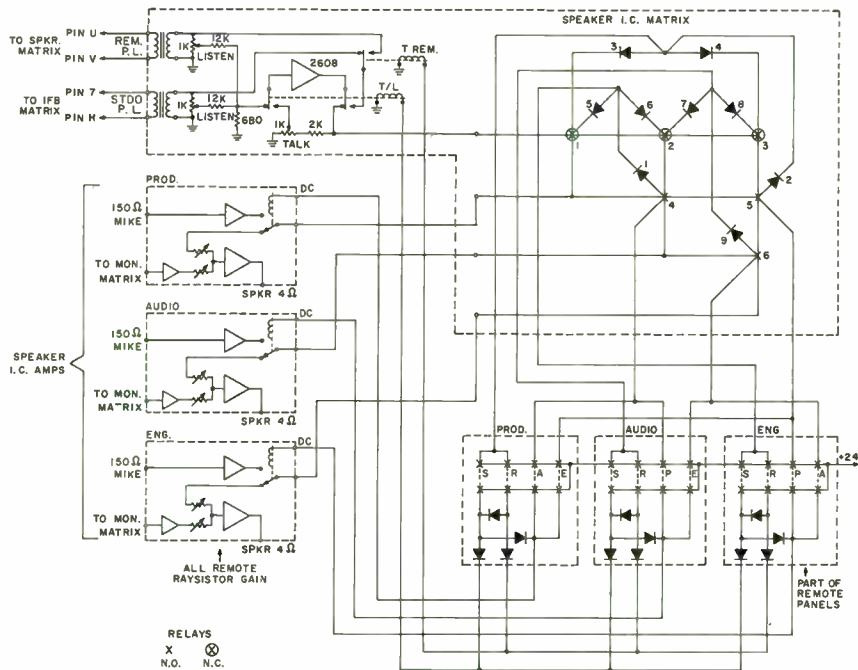 SPEAKER I.C. MATRIX
PIN U
TO SPKR. MATRIX
REM. P.L.
1K
12K
LISTEN
PIN V
2608
T REM.
3
4
PIN 7
TO IFB MATRIX
STDO P.L.
1K
12K
LISTEN
PIN H
680
T/L
1K
2K
TALK
5
6
7
8
1
2
3
1
2
4
5
9
6
PROD.
DC
150Ω
MIKE
TO MON.
MATRIX
SPKR 4Ω
AUDIO
DC
150Ω
MIKE
TO MON.
MATRIX
SPKR 4Ω
SPEAKER
I.C. AMPS
ENG.
DC
150Ω
MIKE
TO MON.
MATRIX
SPKR 4Ω
ALL REMOTE
RAYSISTOR GAIN
PROD.
AUDIO
ENG
S R A E
S R P E
S R P A
+24
PART OF
REMOTE
PANELS
RELAYS
X
N.O.
N.C.